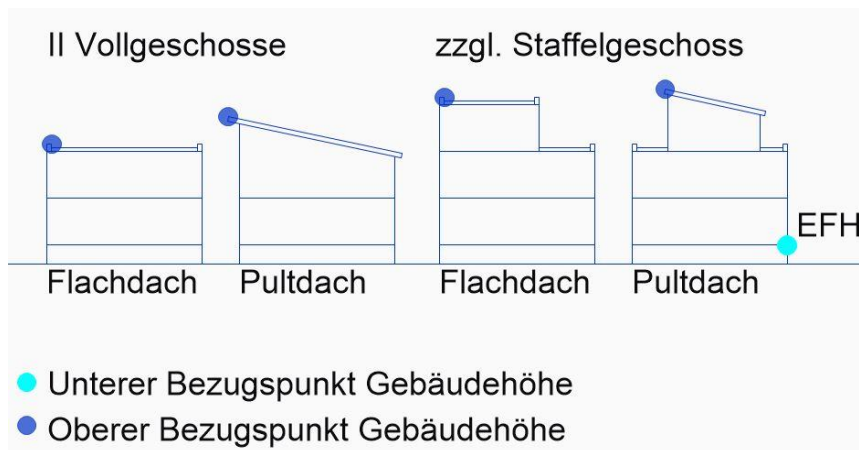 II Vollgeschosse zzgl. Staffelgeschoss
EFH
Flachdach Pultdach Flachdach Pultdach
Unterer Bezugspunkt Gebäudehöhe
Oberer Bezugspunkt Gebäudehöhe